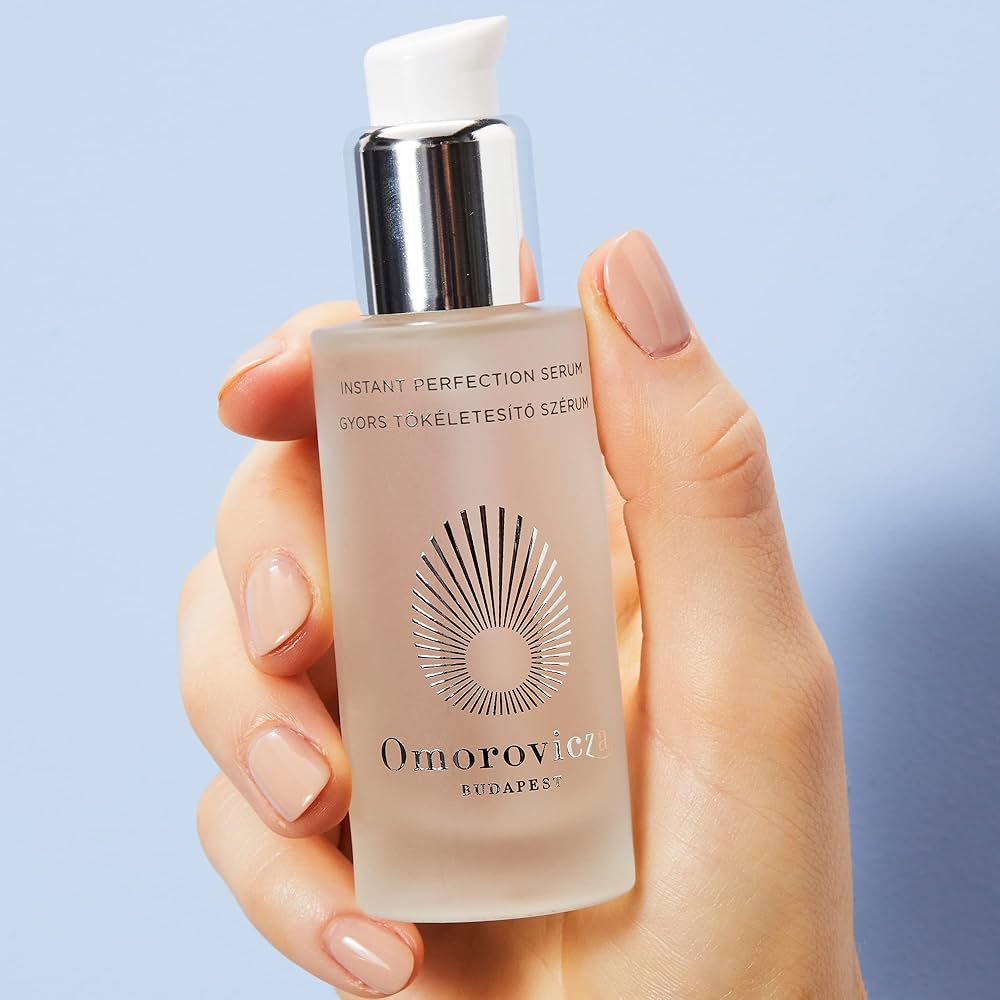 INSTANT PERFECTION SERUM
GYORS TÖKÉLETESÍTŐ SZÉRUM
Omorovicza
BUDAPEST